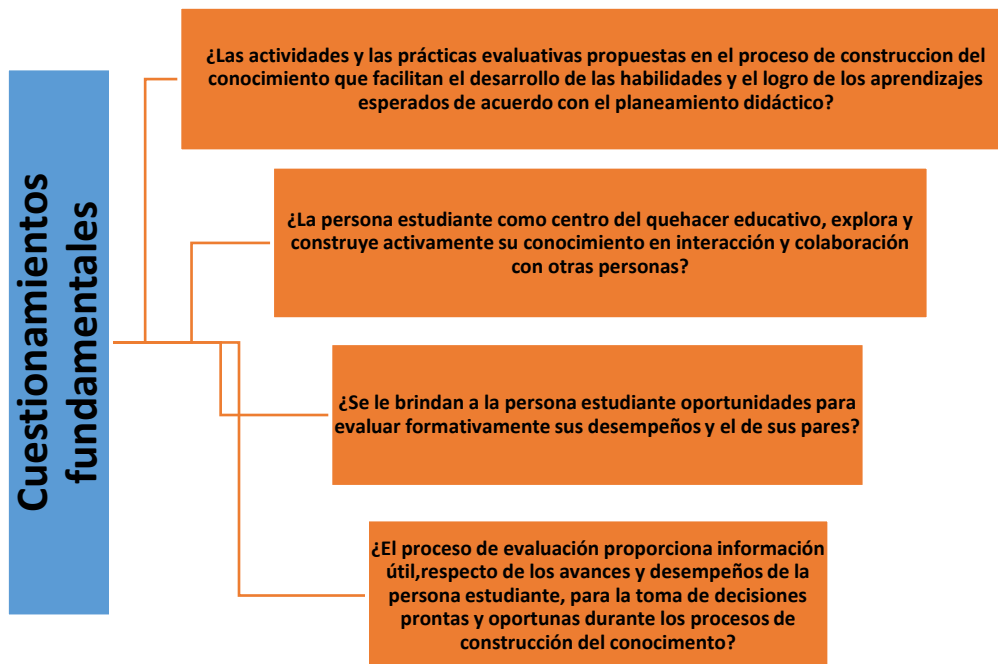 Cuestionamientos
fundamentales
¿Las actividades y las prácticas evaluativas propuestas en el proceso de construccion del
conocimiento que facilitan el desarrollo de las habilidades y el logro de los aprendizajes
esperados de acuerdo con el planeamiento didáctico?
¿La persona estudiante como centro del quehacer educativo, explora y
construye activamente su conocimiento en interacción y colaboración
con otras personas?
¿Se le brindan a la persona estudiante oportunidades para
evaluar formativamente sus desempeños y el de sus pares?
¿El proceso de evaluación proporciona información
útil,respecto de los avances y desempeños de la
persona estudiante, para la toma de decisiones
prontas y oportunas durante los procesos de
construcción del conocimento?